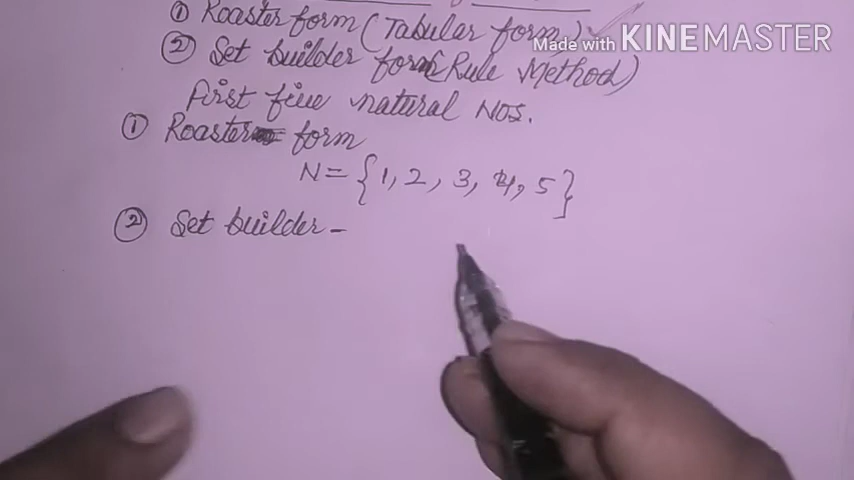 ① Roaster form (Tabular form)
Made with KINEMASTER
② Set builder form (Rule Method)
First five natural NOS.
① Roaster form
N = {1, 2, 3, 4, 5}
② Set builder -